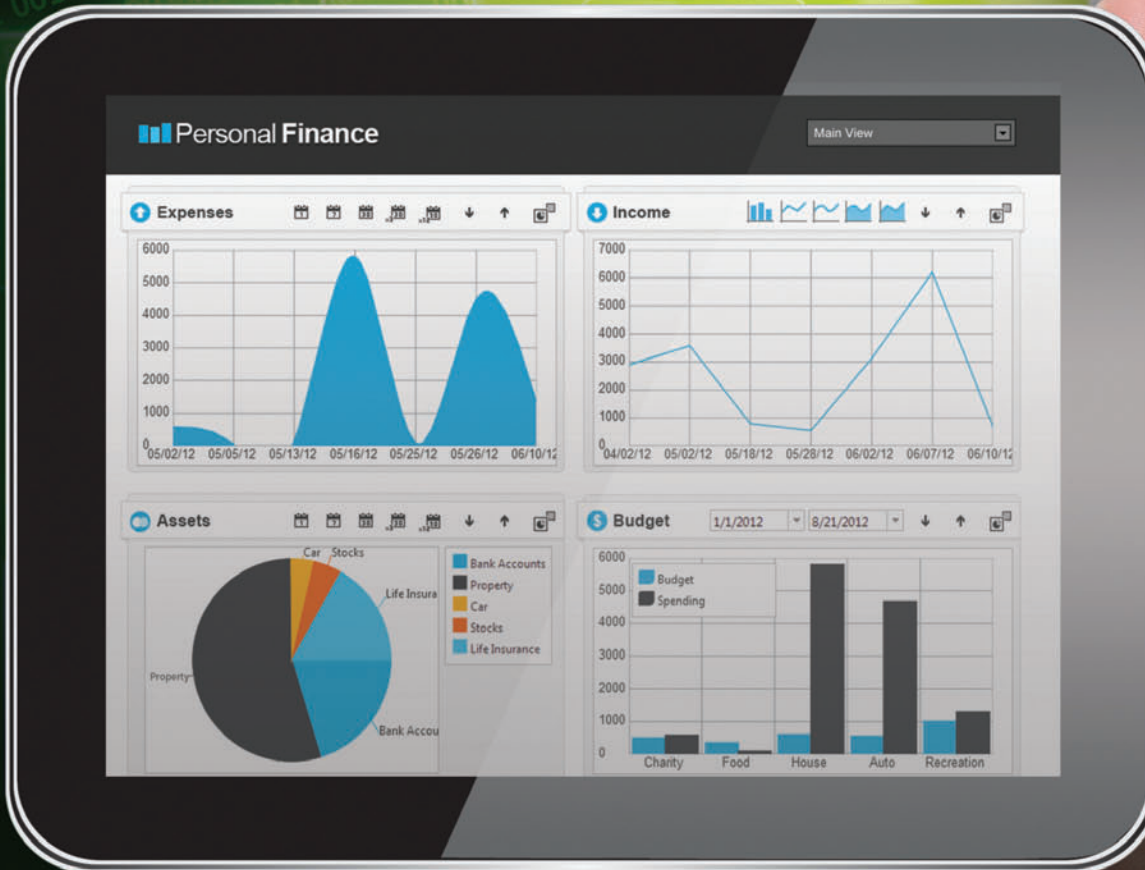 Personal Finance
Main View
Expenses
6000
5000
4000
3000
2000
1000
0
05/02/12 05/05/12 05/13/12 05/16/12 05/25/12 05/26/12 06/10/12
Income
7000
6000
5000
4000
3000
2000
1000
0
04/02/12 05/02/12 05/18/12 05/28/12 06/02/12 06/07/12 06/10/12
Assets
Car Stocks
Life Insura
Property
Bank Accou
Bank Accounts
Property
Car
Stocks
Life Insurance
Budget 1/1/2012 8/21/2012
6000
5000
4000
3000
2000
1000
0
Budget
Spending
Charity Food House Auto Recreation